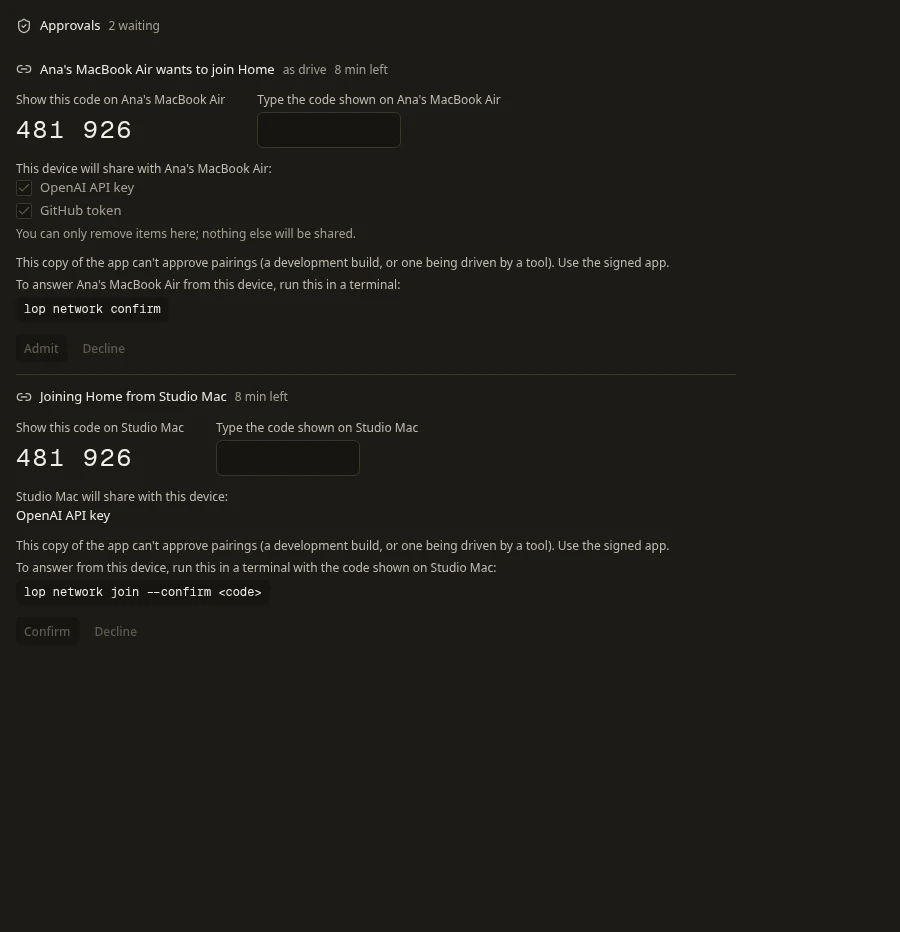 Approvals 2 waiting
Ana's MacBook Air wants to join Home as drive 8 min left
Show this code on Ana's MacBook Air Type the code shown on Ana's MacBook Air
481 926
This device will share with Ana's MacBook Air:
OpenAI API key
GitHub token
You can only remove items here; nothing else will be shared.
This copy of the app can't approve pairings (a development build, or one being driven by a tool). Use the signed app.
To answer Ana's MacBook Air from this device, run this in a terminal:
lop network confirm
Admit Decline
Joining Home from Studio Mac 8 min left
Show this code on Studio Mac Type the code shown on Studio Mac
481 926
Studio Mac will share with this device:
OpenAI API key
This copy of the app can't approve pairings (a development build, or one being driven by a tool). Use the signed app.
To answer from this device, run this in a terminal with the code shown on Studio Mac:
lop network join --confirm <code>
Confirm Decline